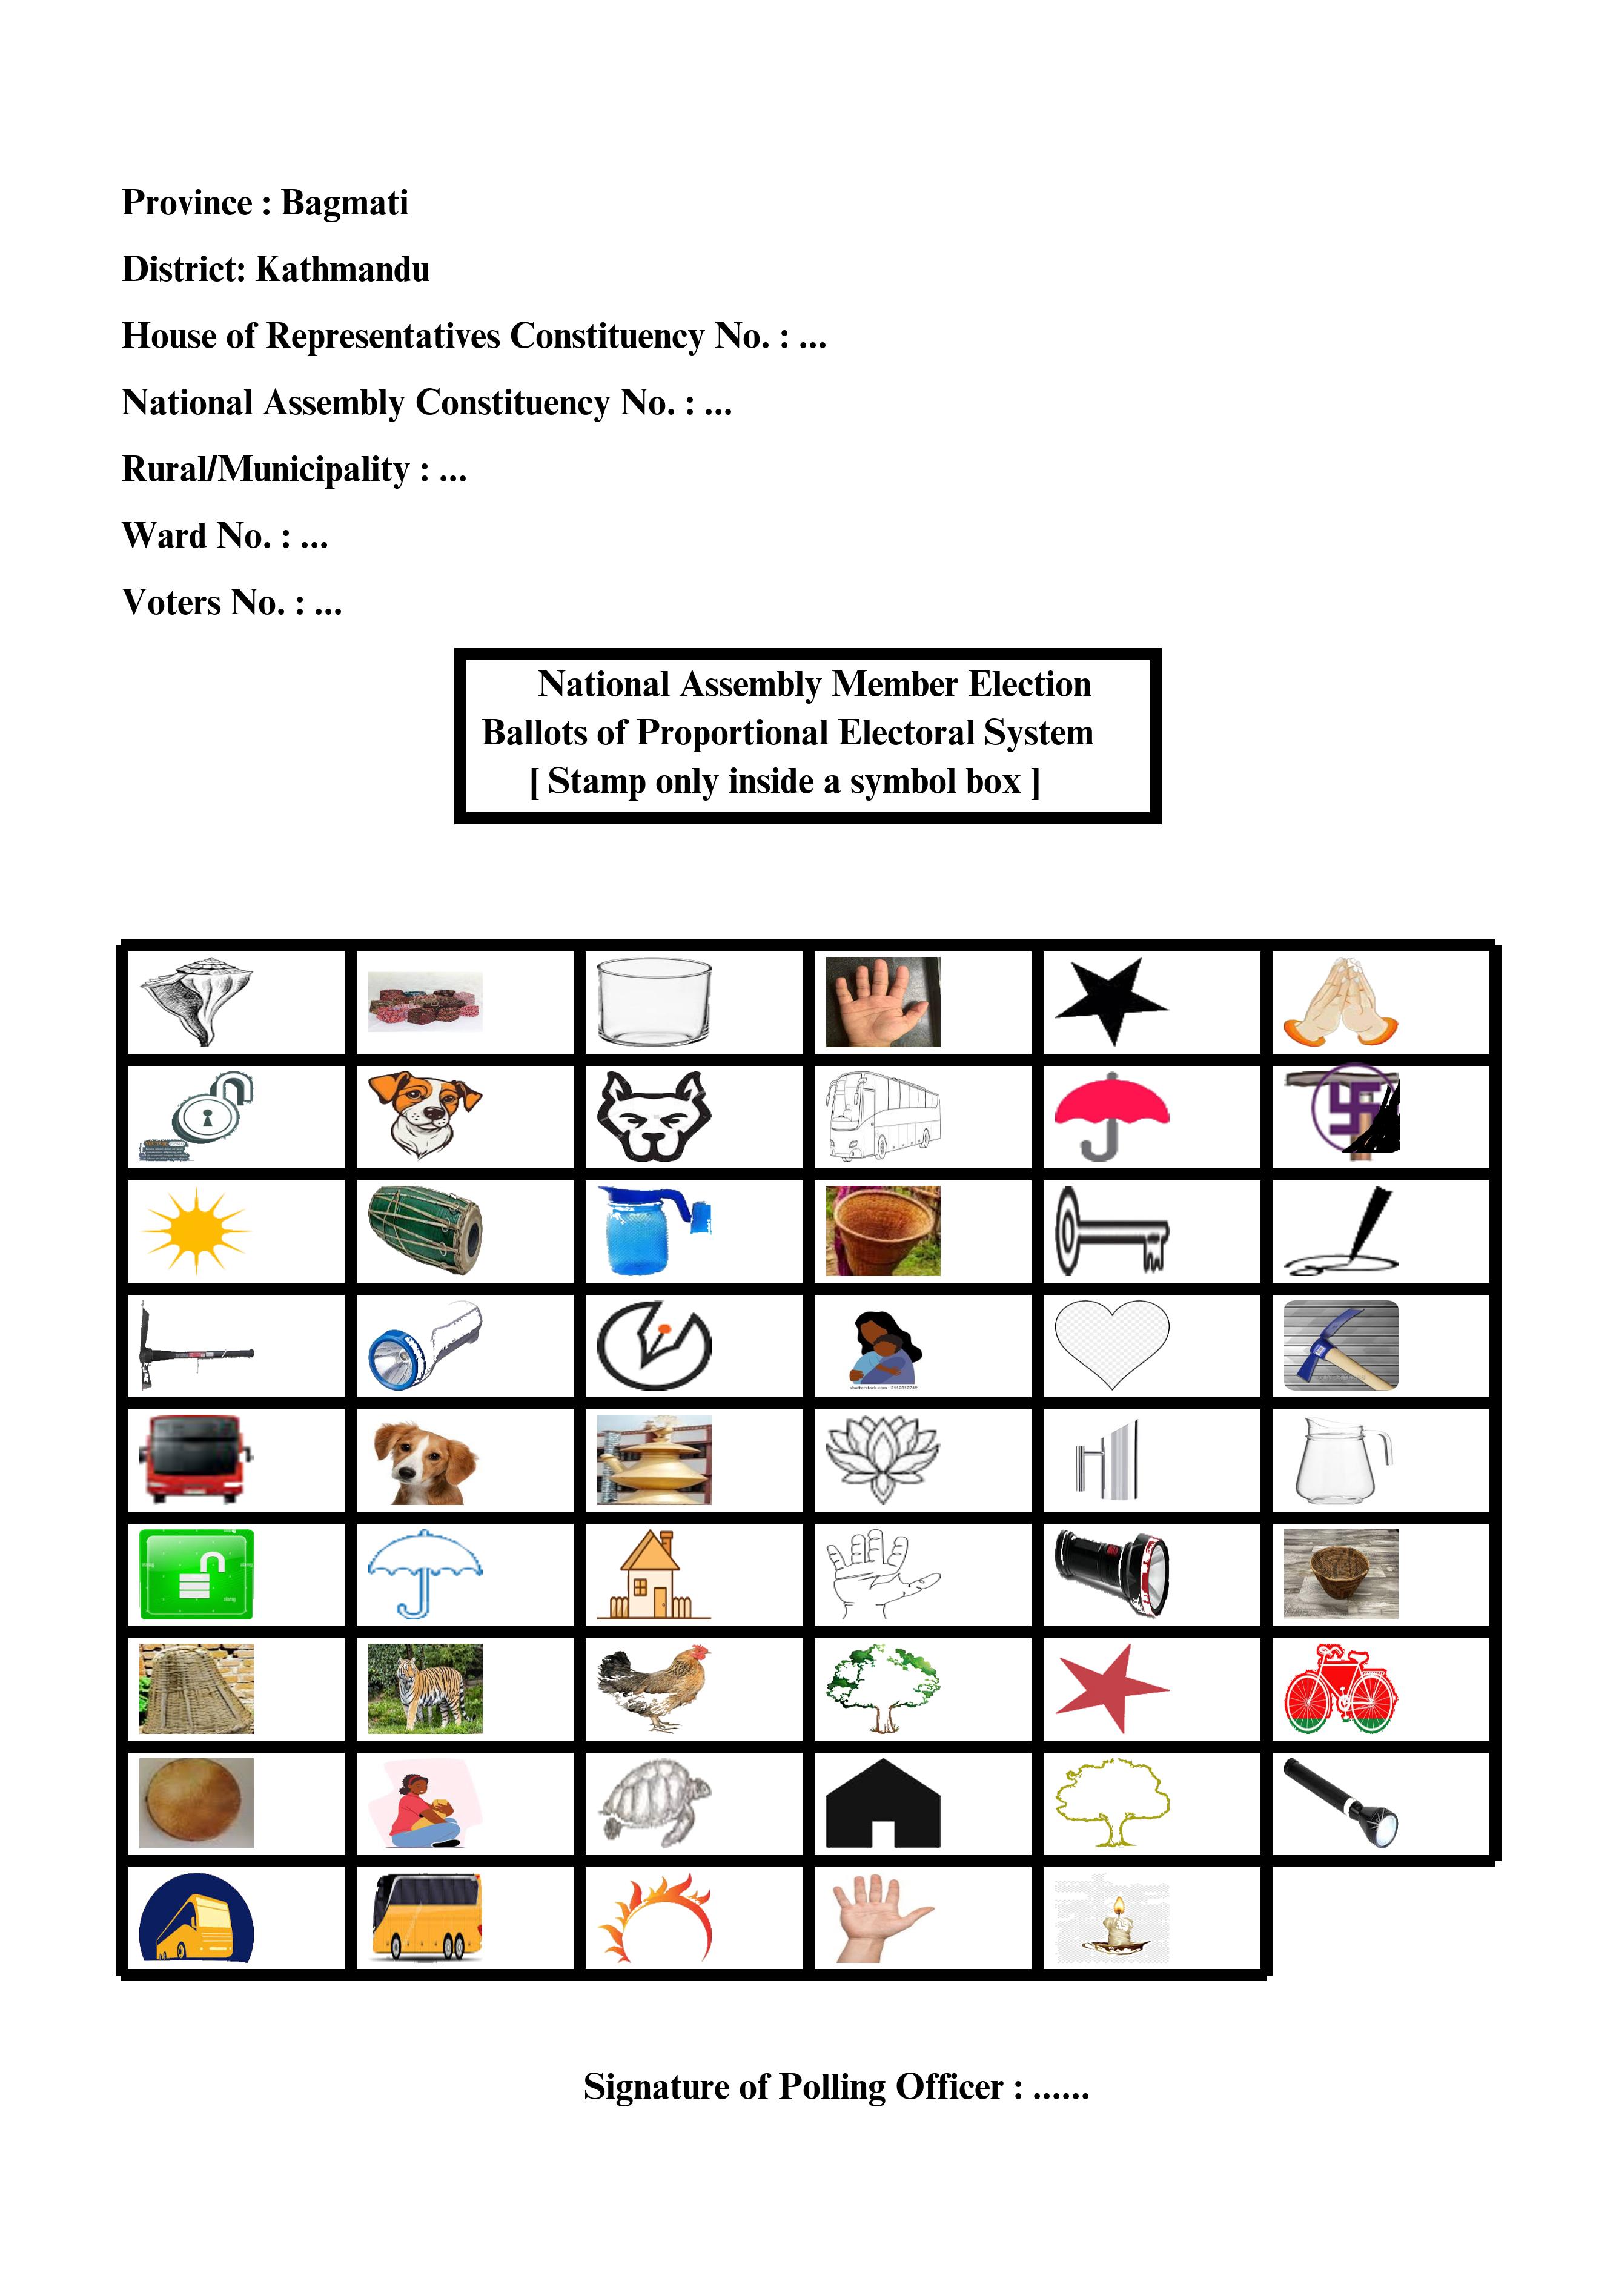 Province : Bagmati
District: Kathmandu
House of Representatives Constituency No. : ...
National Assembly Constituency No. : ...
Rural/Municipality : ...
Ward No. : ...
Voters No. : ...
National Assembly Member Election
Ballots of Proportional Electoral System
[ Stamp only inside a symbol box ]
Signature of Polling Officer : ......